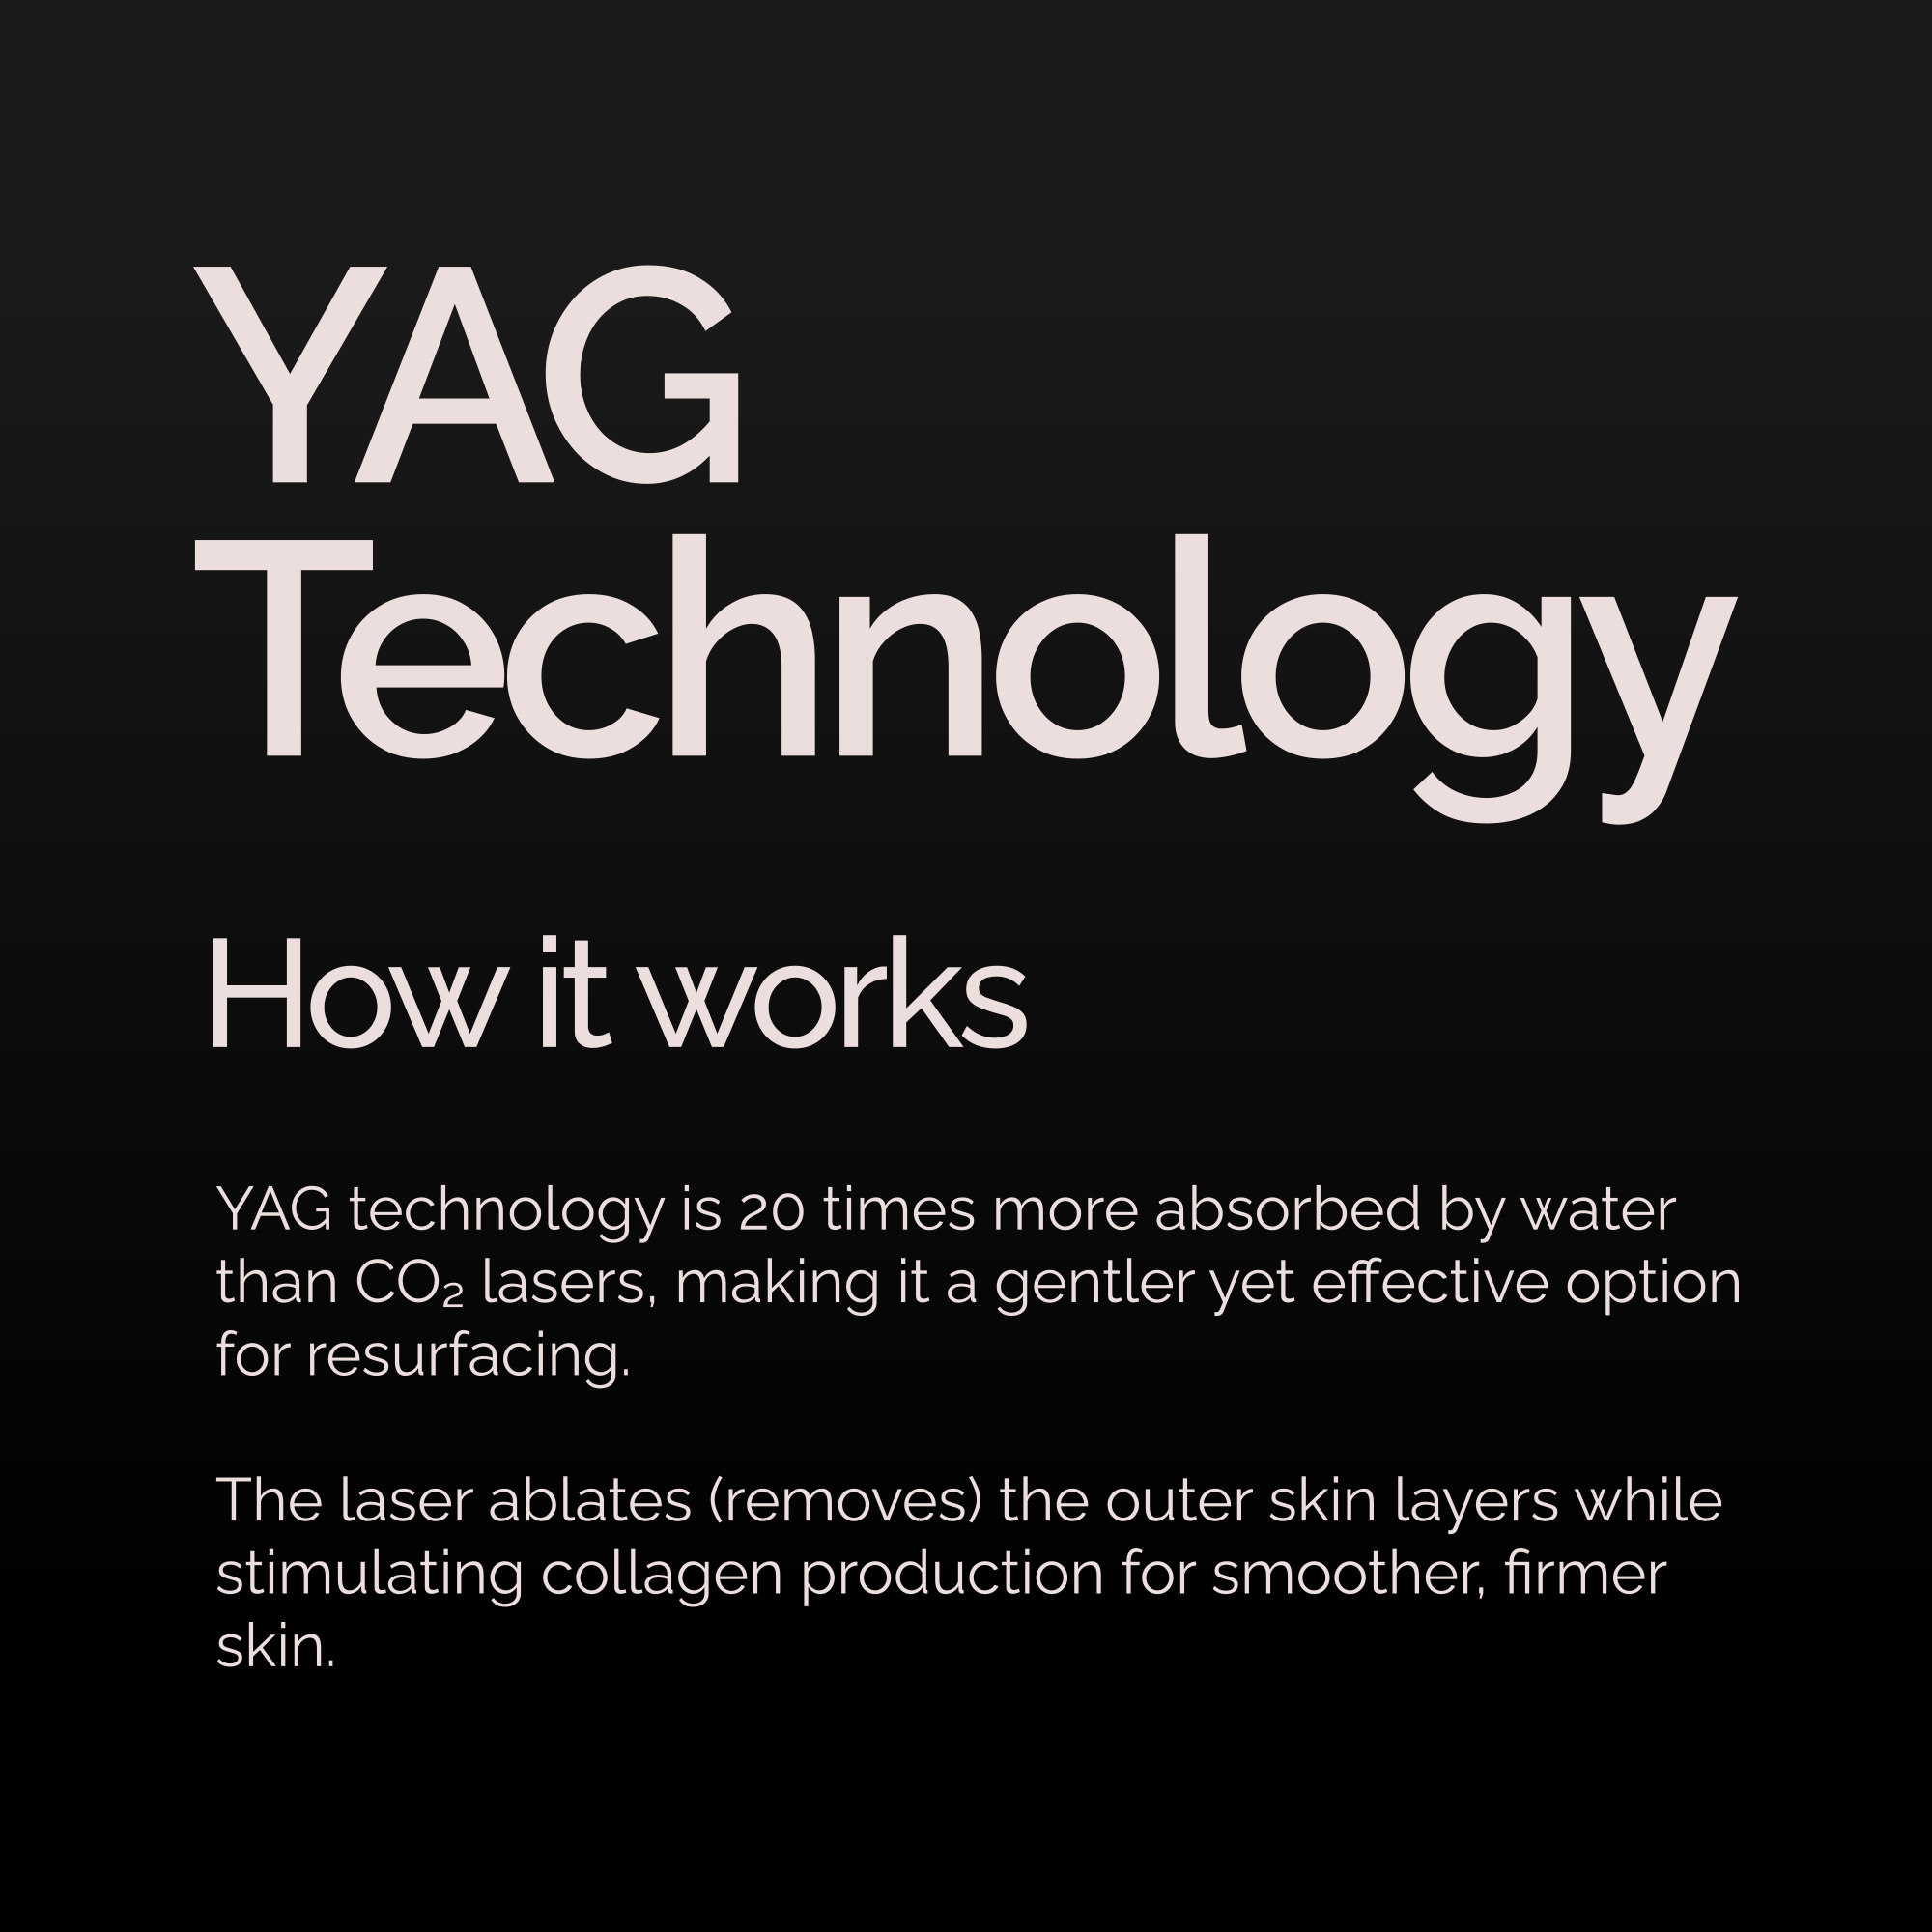 YAG
Technology
How it works
YAG technology is 20 times more absorbed by water
than CO₂ lasers, making it a gentler yet effective option
for resurfacing.
The laser ablates (removes) the outer skin layers while
stimulating collagen production for smoother, firmer
skin.